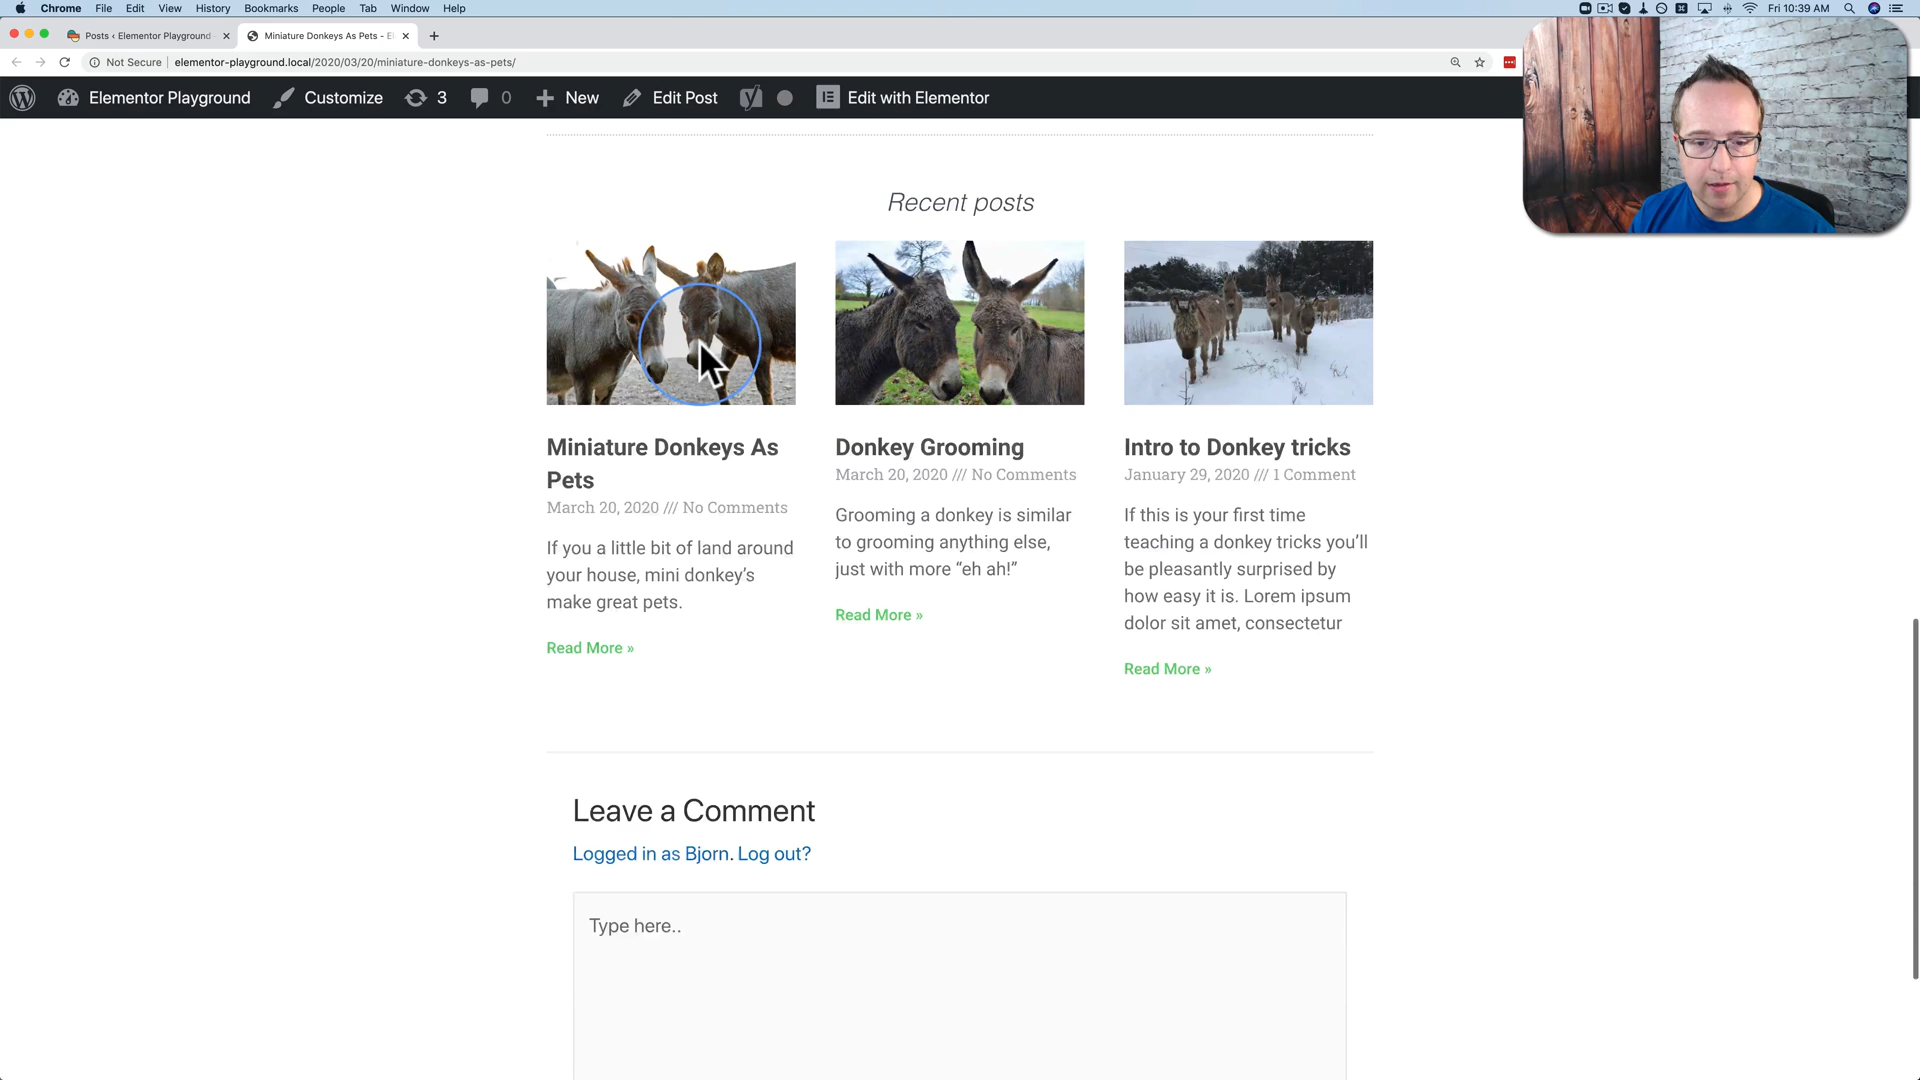 Chrome File Edit View History Bookmarks People Tab Window Help Fri 10:39 AM
Posts ‹ Elementor Playground Miniature Donkeys As Pets - El
Not Secure elementor-playground.local/2020/03/20/miniature-donkeys-as-pets/
Elementor Playground Customize 3 0 New Edit Post Edit with Elementor
Recent posts
Miniature Donkeys As
Pets
March 20, 2020 /// No Comments
If you a little bit of land around
your house, mini donkey’s
make great pets.
Read More »
Donkey Grooming
March 20, 2020 /// No Comments
Grooming a donkey is similar
to grooming anything else,
just with more “eh ah!”
Read More »
Intro to Donkey tricks
January 29, 2020 /// 1 Comment
If this is your first time
teaching a donkey tricks you’ll
be pleasantly surprised by
how easy it is. Lorem ipsum
dolor sit amet, consectetur
Read More »
Leave a Comment
Logged in as Bjorn. Log out?
Type here..